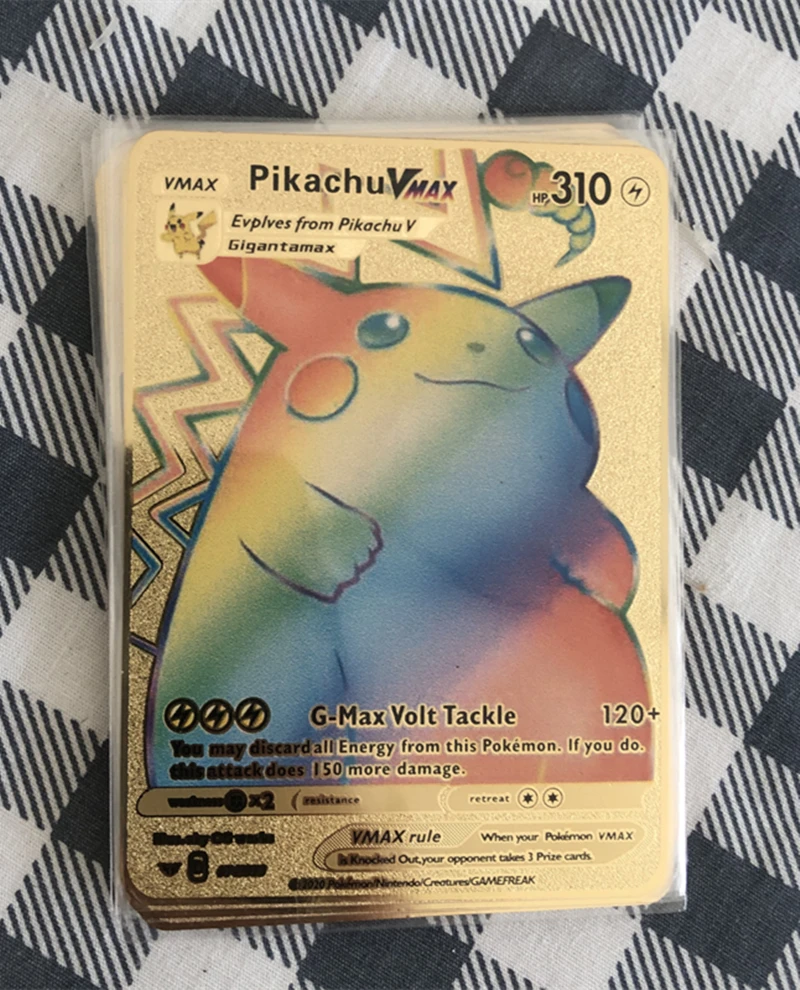 VMAX PikachuVMAX HP310
Evplves from Pikachu V
Gigantamax
G-Max Volt Tackle 120+
You may discard all Energy from this Pokémon. If you do.
this attack does 150 more damage.
weakness x2 resistance retreat
VMAX rule When your Pokémon VMAX
is Knocked Out,your opponent takes 3 Prize cards.
©2020 Pokémon/Nintendo/Creatures/GAMEFREAK